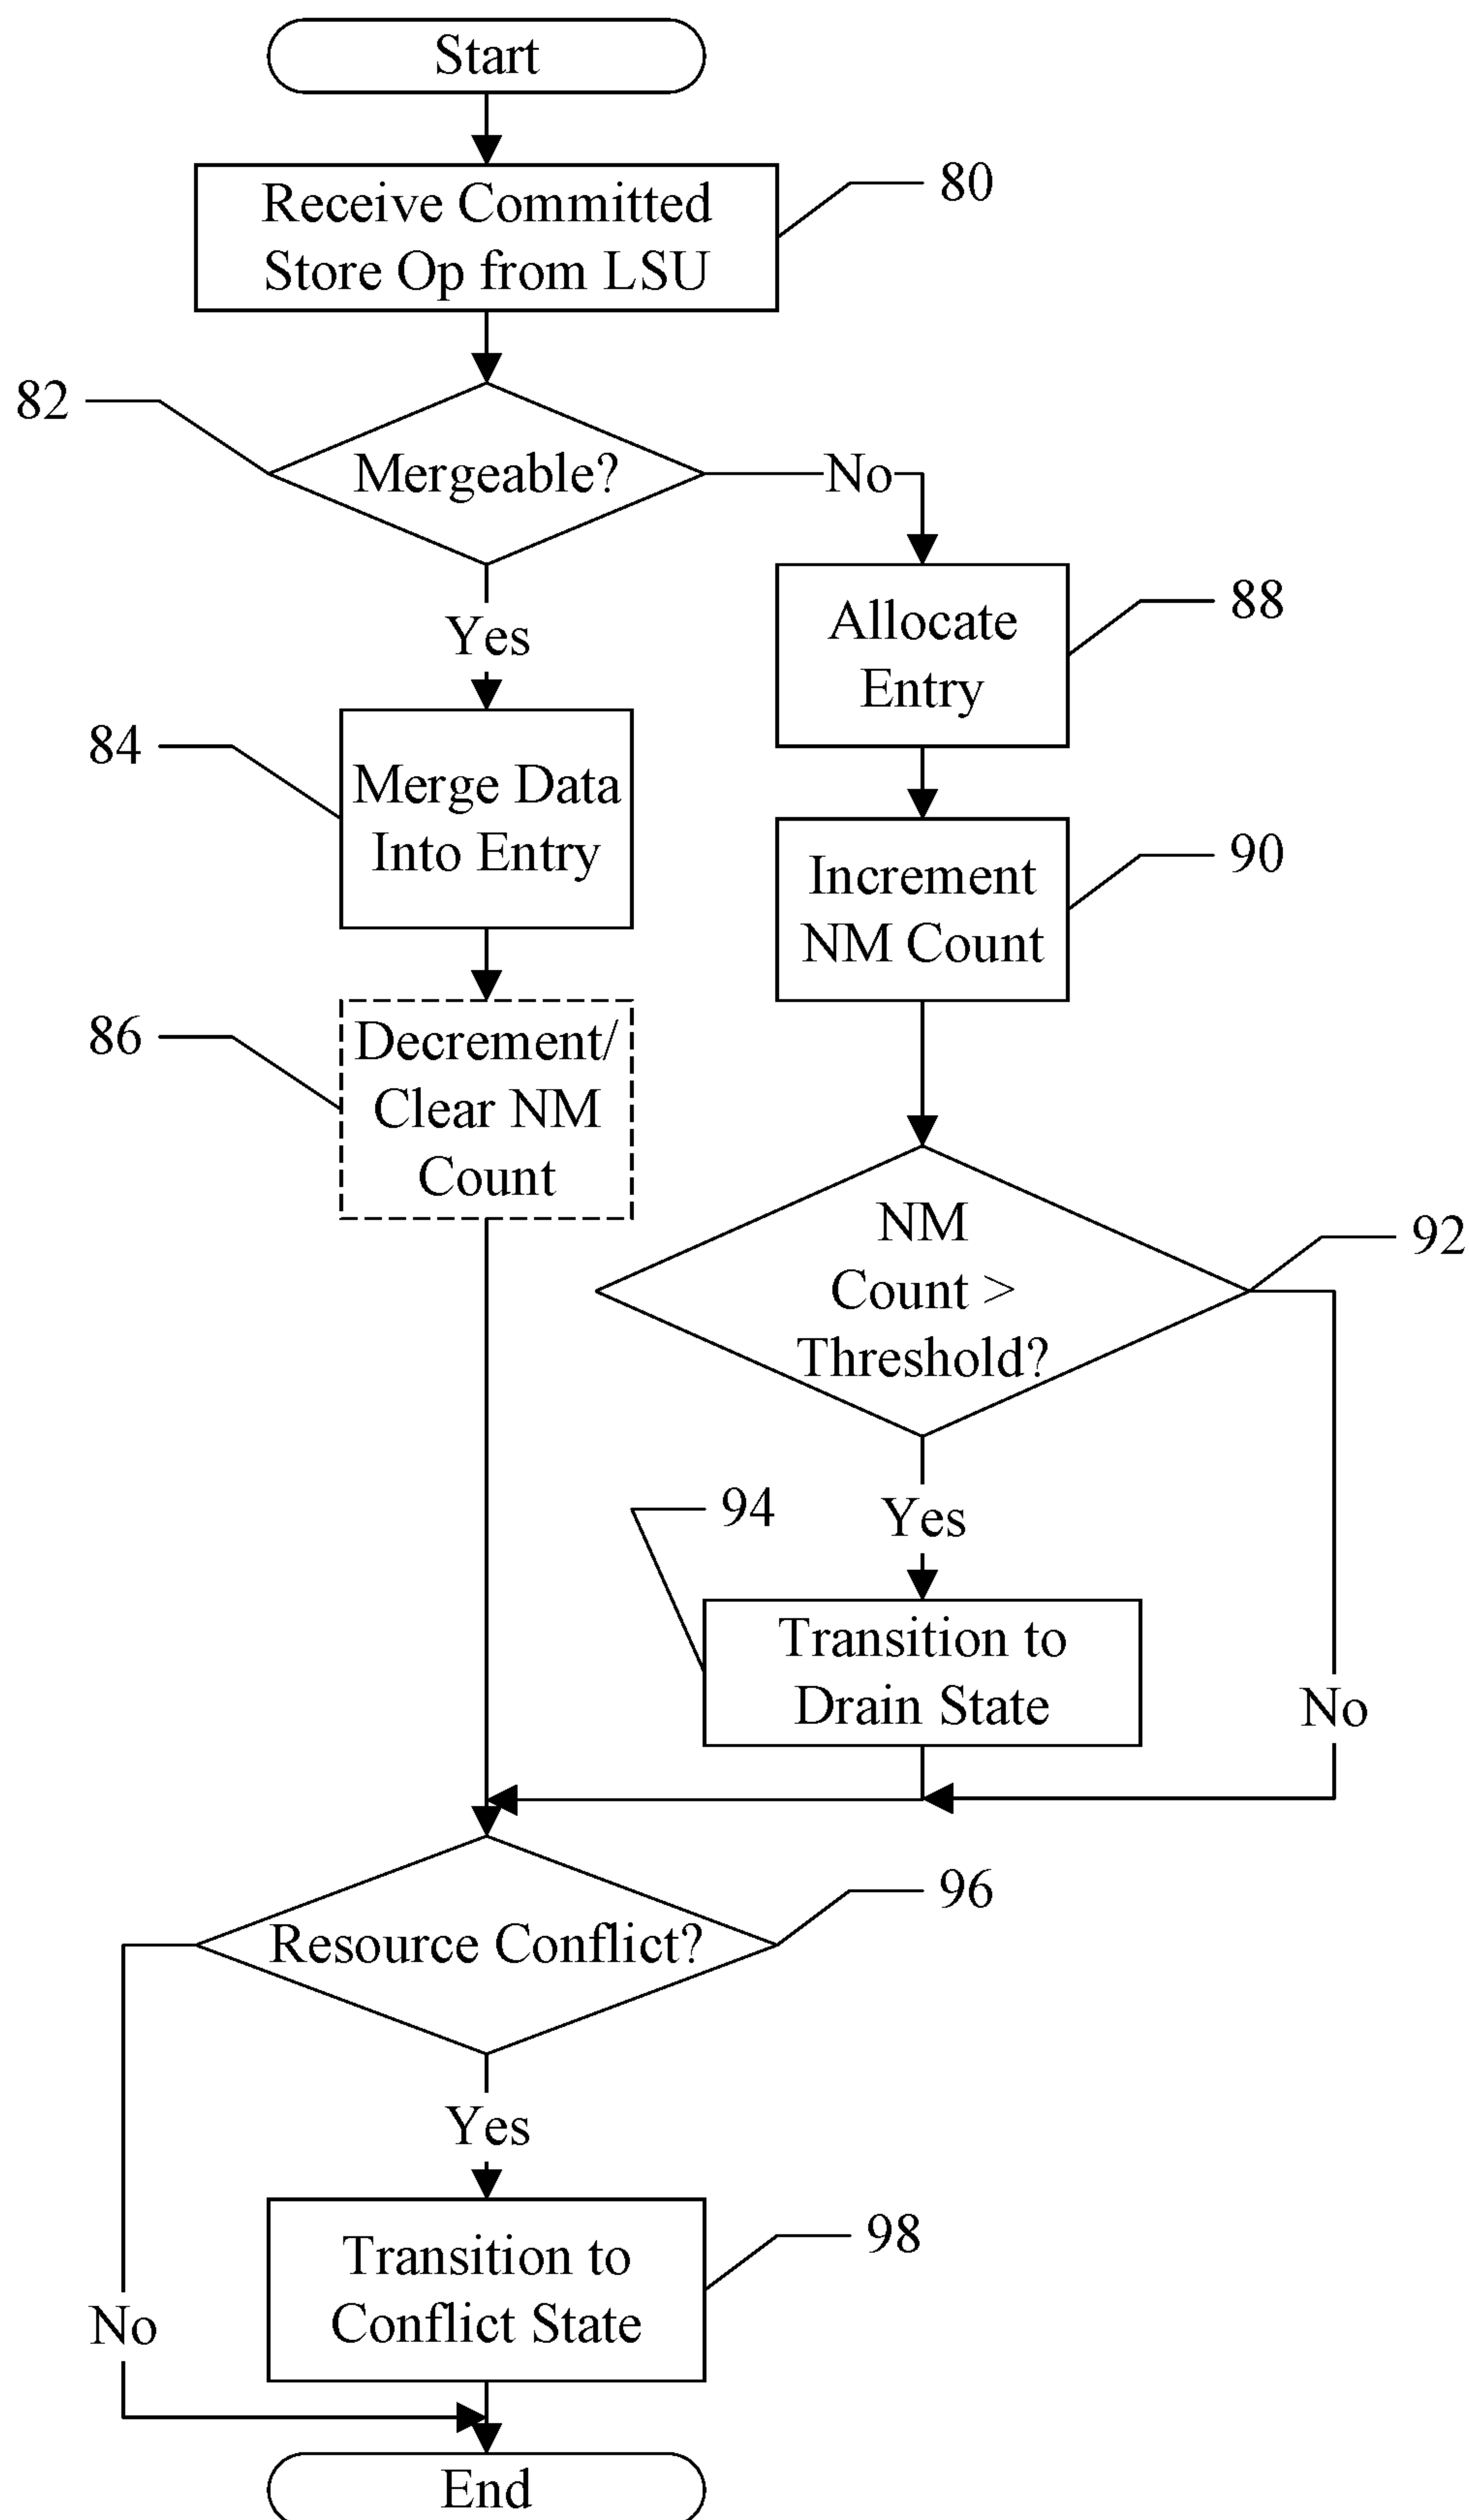 Start
Receive Committed
Store Op from LSU
80
82
Mergeable?
No
Yes
Allocate
Entry
88
84
Merge Data
Into Entry
Increment
NM Count
90
86
Decrement/
Clear NM
Count
NM
Count >
Threshold?
92
94
Yes
Transition to
Drain State
No
96
Resource Conflict?
Yes
Transition to
Conflict State
98
No
End